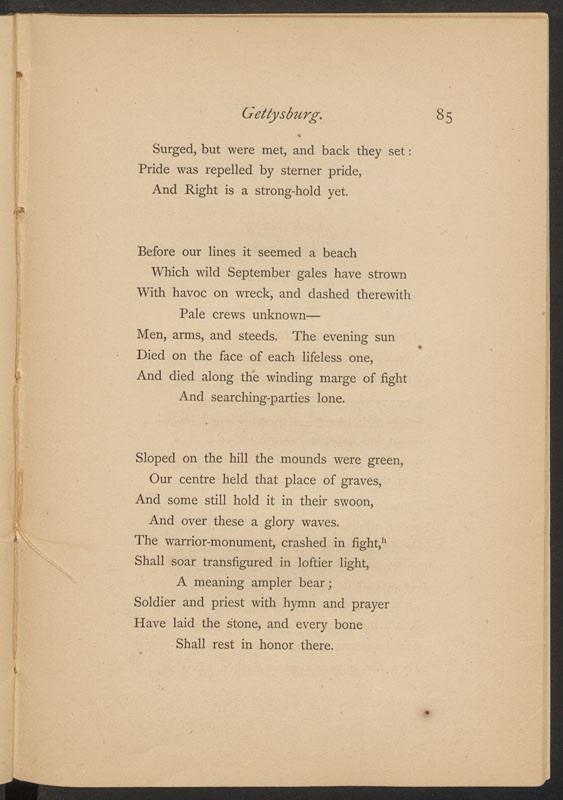 Gettysburg. 85
Surged, but were met, and back they set:
Pride was repelled by sterner pride,
And Right is a strong-hold yet.
Before our lines it seemed a beach
Which wild September gales have strown
With havoc on wreck, and dashed therewith
Pale crews unknown—
Men, arms, and steeds. The evening sun
Died on the face of each lifeless one,
And died along the winding marge of fight
And searching-parties lone.
Sloped on the hill the mounds were green,
Our centre held that place of graves,
And some still hold it in their swoon,
And over these a glory waves.
The warrior-monument, crashed in fight,ʰ
Shall soar transfigured in loftier light,
A meaning ampler bear;
Soldier and priest with hymn and prayer
Have laid the stone, and every bone
Shall rest in honor there.